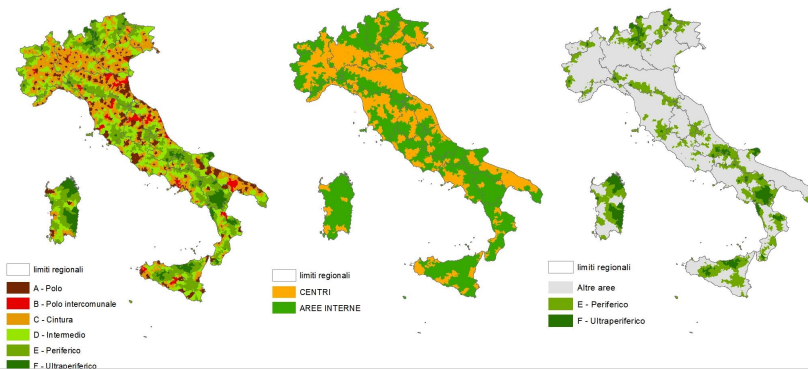 limiti regionali
A - Polo
B - Polo intercomunale
C - Cintura
D - Intermedio
E - Periferico
F - Ultraperiferico
limiti regionali
CENTRI
AREE INTERNE
limiti regionali
Altre aree
E - Periferico
F - Ultraperiferico